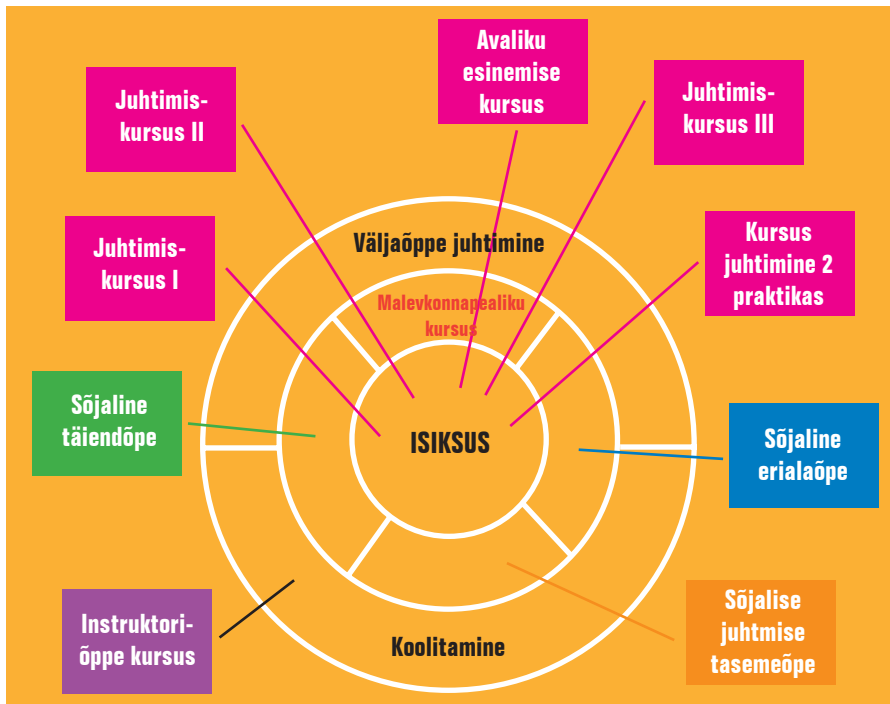 Avaliku
esinemise
kursus
Juhtimis-
kursus II
Juhtimis-
kursus III
Juhtimis-
kursus I
Kursus
juhtimine 2
praktikas
Väljaõppe juhtimine
Malevkonnapealiku
kursus
Sõjaline
täiendõpe
ISIKSUS
Sõjaline
erialaõpe
Instruktori-
õppe kursus
Koolitamine
Sõjalise
juhtmise
tasemeõpe